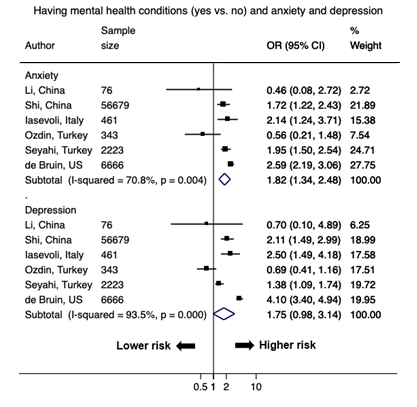 Having mental health conditions (yes vs. no) and anxiety and depression
Sample %
Author size OR (95% CI) Weight
Anxiety
Li, China 76 0.46 (0.08, 2.72) 2.72
Shi, China 56679 1.72 (1.22, 2.43) 21.89
Iasevoli, Italy 461 2.14 (1.24, 3.71) 15.38
Ozdin, Turkey 343 0.56 (0.21, 1.48) 7.54
Seyahi, Turkey 2223 1.95 (1.50, 2.54) 24.71
de Bruin, US 6666 2.59 (2.19, 3.06) 27.75
Subtotal (I-squared = 70.8%, p = 0.004) 1.82 (1.34, 2.48) 100.00
.
Depression
Li, China 76 0.70 (0.10, 4.89) 6.25
Shi, China 56679 2.11 (1.49, 2.99) 18.99
Iasevoli, Italy 461 2.50 (1.49, 4.18) 17.58
Ozdin, Turkey 343 0.69 (0.41, 1.16) 17.51
Seyahi, Turkey 2223 1.38 (1.09, 1.74) 19.72
de Bruin, US 6666 4.10 (3.40, 4.94) 19.95
Subtotal (I-squared = 93.5%, p = 0.000) 1.75 (0.98, 3.14) 100.00
Lower risk Higher risk
0.5 1 2 10